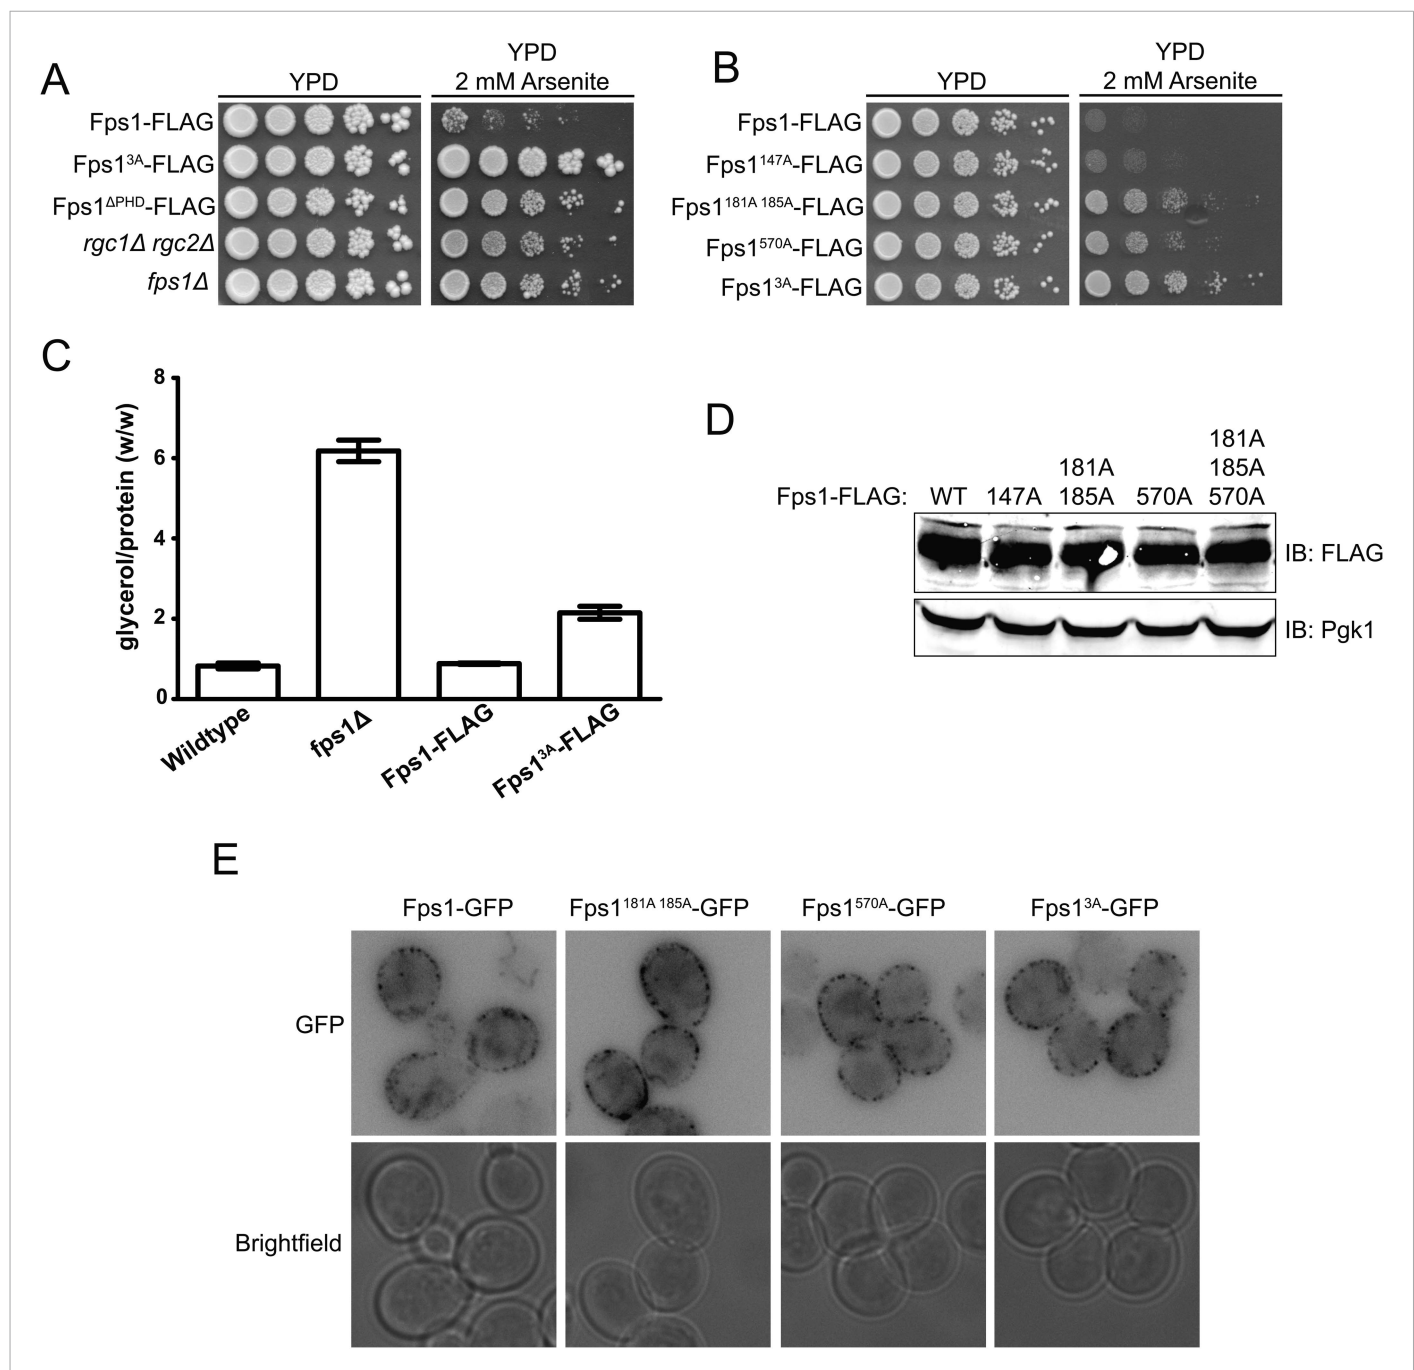 A
YPD
YPD
2 mM Arsenite
Fps1-FLAG
Fps1³ᴬ-FLAG
Fps1ᐃᴾᴴᴰ-FLAG
rgc1Δ rgc2Δ
fps1Δ
B
YPD
YPD
2 mM Arsenite
Fps1-FLAG
Fps1¹⁴⁷ᴬ-FLAG
Fps1¹⁸¹ᴬ ¹⁸⁵ᴬ-FLAG
Fps1⁵⁷⁰ᴬ-FLAG
Fps1³ᴬ-FLAG
C
glycerol/protein (w/w)
8
6
4
2
0
Wildtype
fps1Δ
Fps1-FLAG
Fps1³ᴬ-FLAG
D
181A
181A 185A
Fps1-FLAG: WT 147A 185A 570A 570A
IB: FLAG
IB: Pgk1
E
Fps1-GFP
Fps1¹⁸¹ᴬ ¹⁸⁵ᴬ-GFP
Fps1⁵⁷⁰ᴬ-GFP
Fps1³ᴬ-GFP
GFP
Brightfield